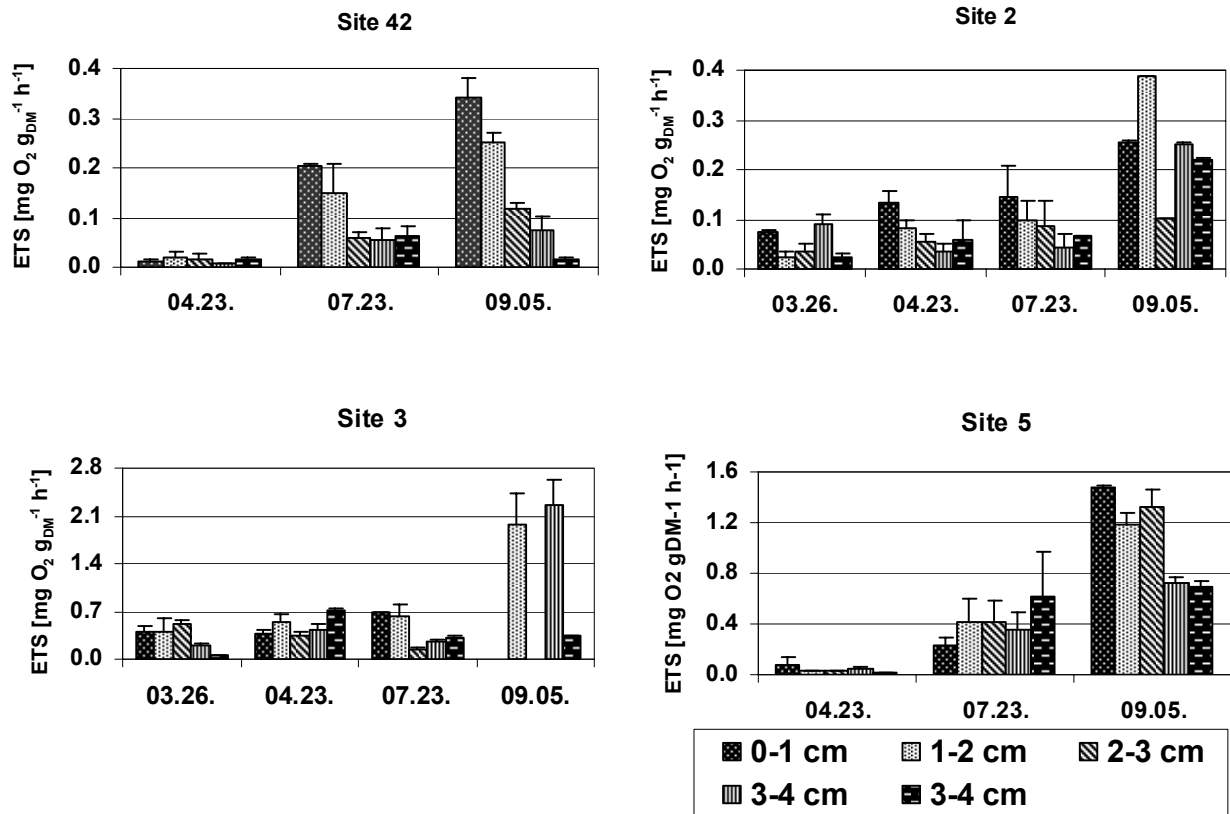 Site 42
ETS [mg O₂ g_DM⁻¹ h⁻¹]
0.4
0.3
0.2
0.1
0.0
04.23. 07.23. 09.05.
Site 2
ETS [mg O₂ g_DM⁻¹ h⁻¹]
0.4
0.3
0.2
0.1
0.0
03.26. 04.23. 07.23. 09.05.
Site 3
ETS [mg O₂ g_DM⁻¹ h⁻¹]
2.8
2.1
1.4
0.7
0.0
03.26. 04.23. 07.23. 09.05.
Site 5
ETS [mg O2 gDM-1 h-1]
1.6
1.2
0.8
0.4
0.0
04.23. 07.23. 09.05.
0-1 cm 1-2 cm 2-3 cm
3-4 cm 3-4 cm